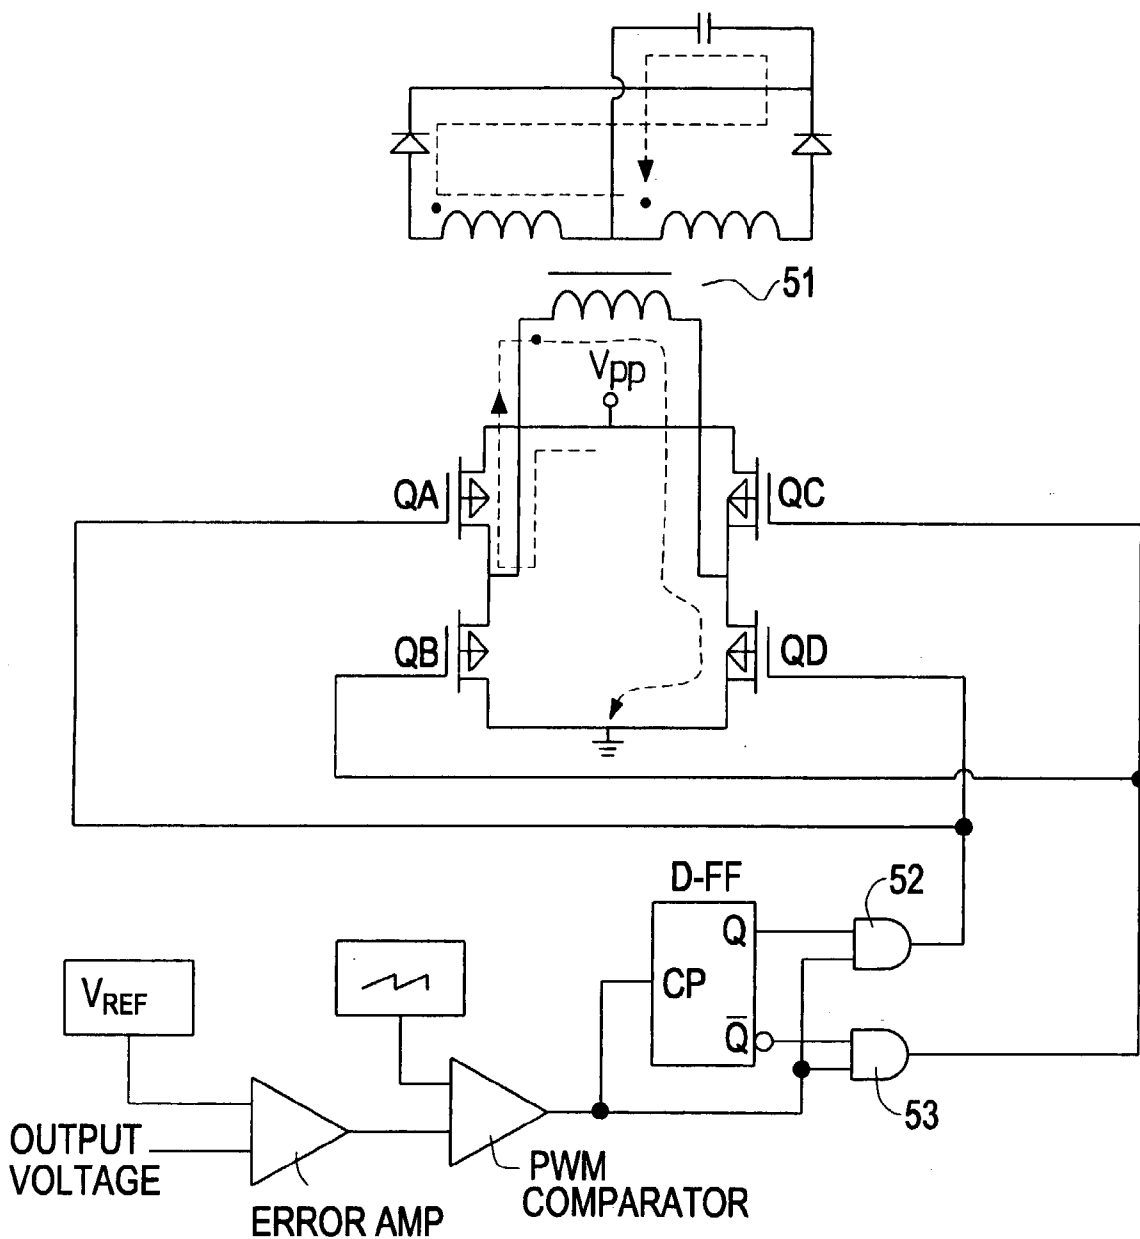 51
Vpp
QA
QC
QB
QD
D-FF
52
Q
VREF
CP
Q̅
53
OUTPUT
VOLTAGE
PWM
COMPARATOR
ERROR AMP